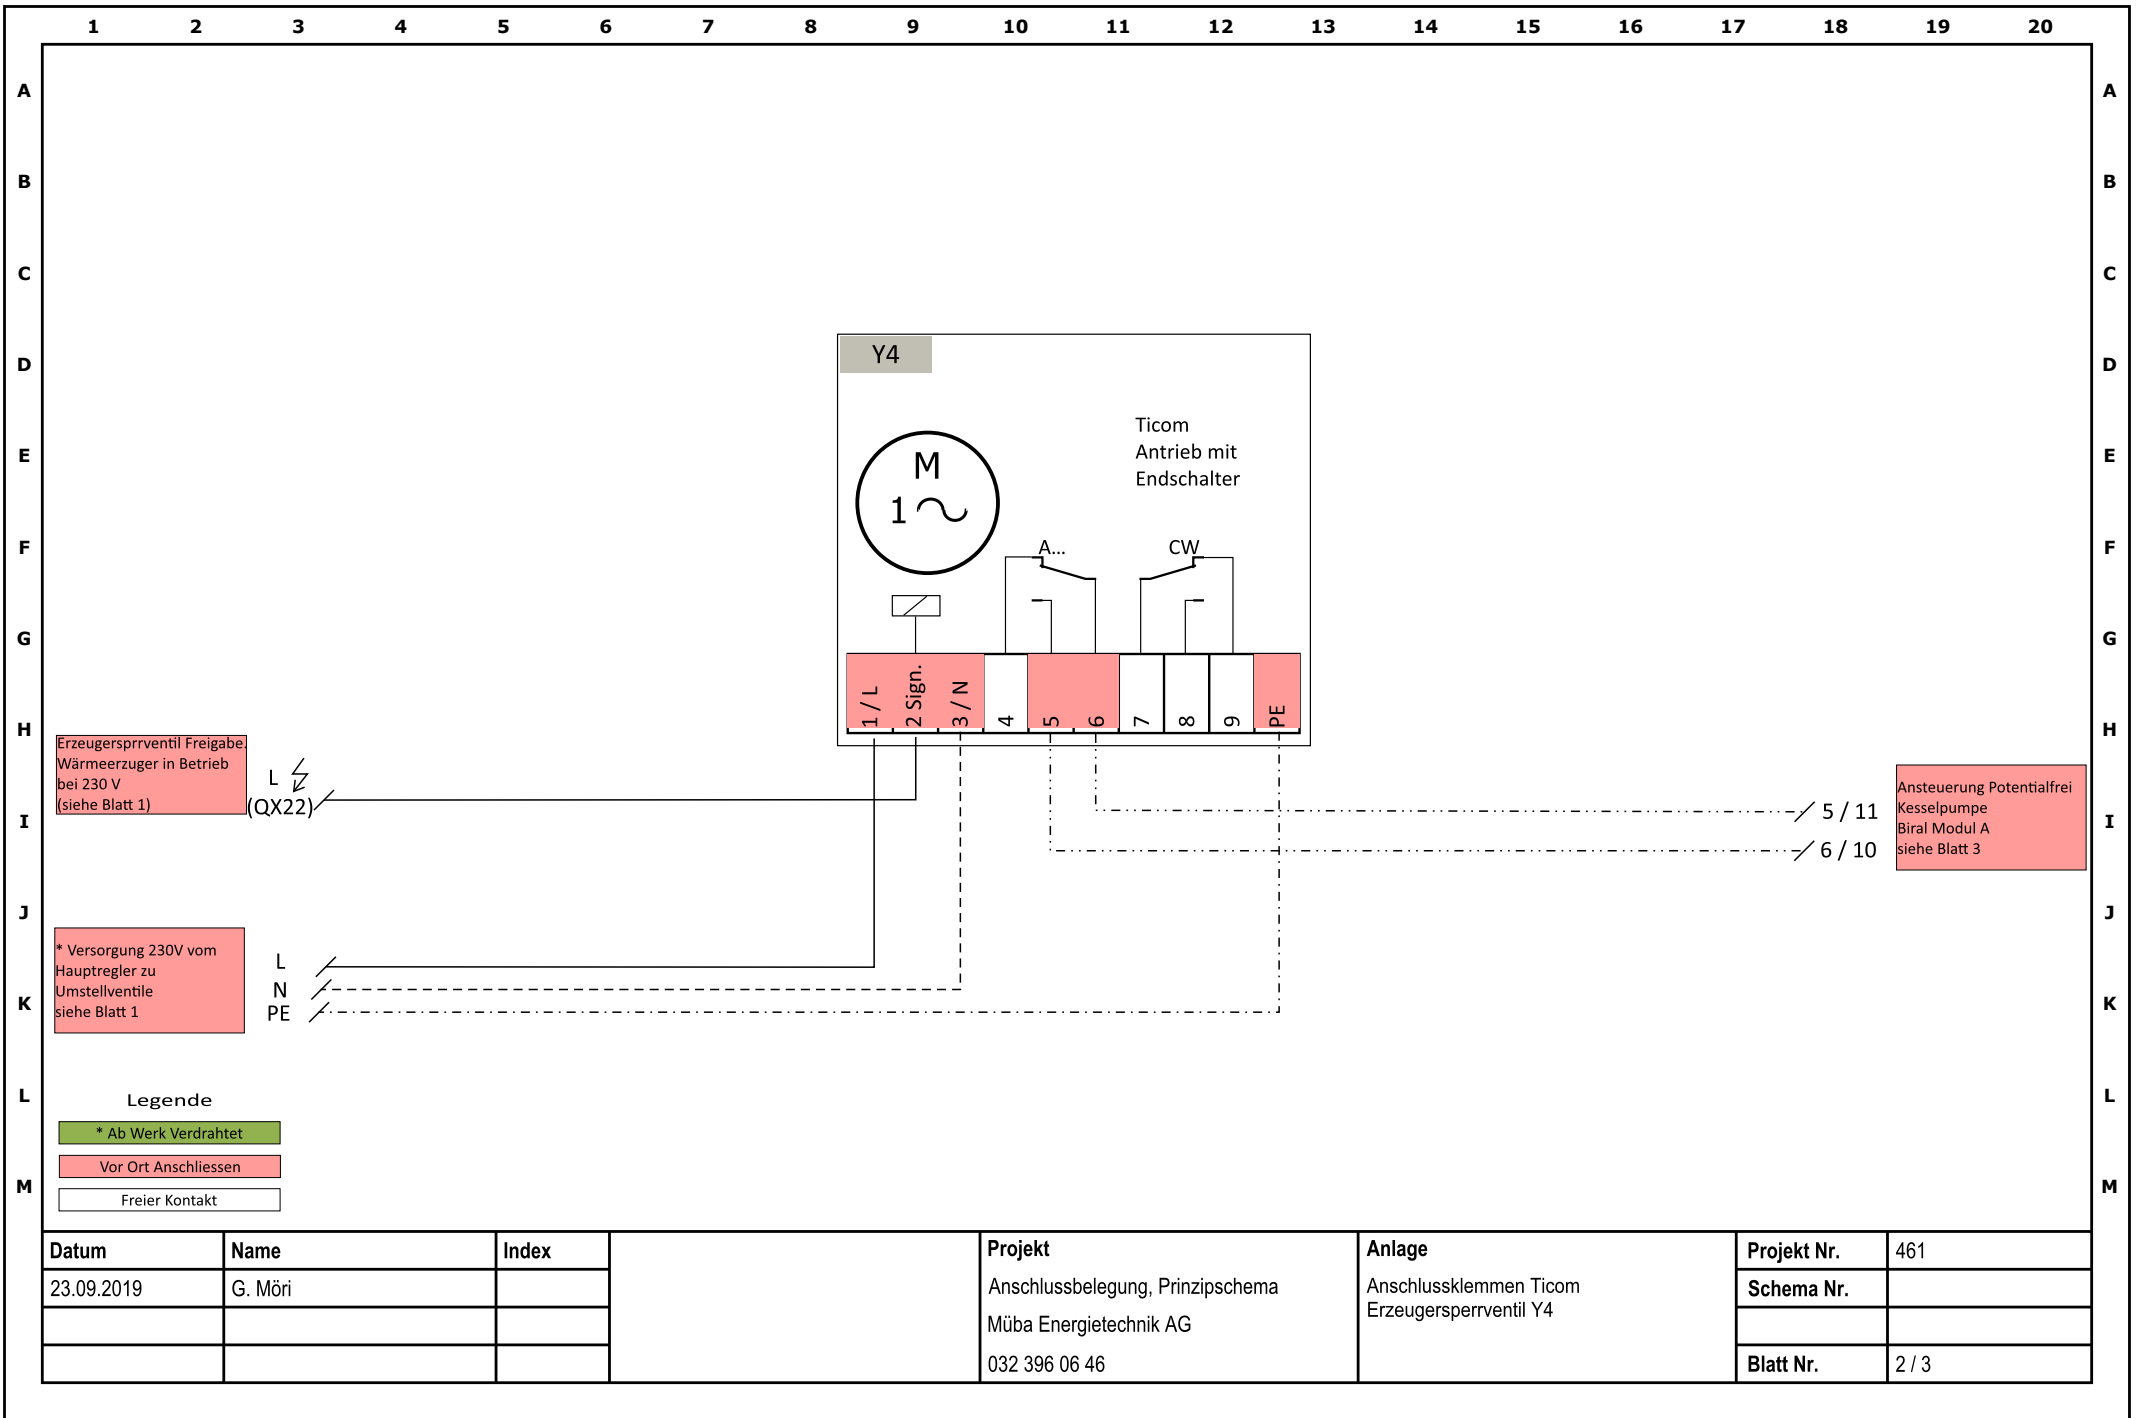 1 2 3 4 5 6 7 8 9 10 11 12 13 14 15 16 17 18 19 20
A A
B B
C C
D D
E E
F F
G G
H H
I I
J J
K K
L L
M M
Y4
Ticom
Antrieb mit
Endschalter
M
1
A...
CW
1 / L
2 Sign.
3 / N
4
5
6
7
8
9
PE
Erzeugersprrventil Freigabe.
Wärmeerzuger in Betrieb
bei 230 V
(siehe Blatt 1)
L
(QX22)
5 / 11
6 / 10
Ansteuerung Potentialfrei
Kesselpumpe
Biral Modul A
siehe Blatt 3
* Versorgung 230V vom
Hauptregler zu
Umstellventile
siehe Blatt 1
L
N
PE
Legende
* Ab Werk Verdrahtet
Vor Ort Anschliessen
Freier Kontakt
Datum Name Index
23.09.2019 G. Möri
Projekt
Anschlussbelegung, Prinzipschema
Müba Energietechnik AG
032 396 06 46
Anlage
Anschlussklemmen Ticom
Erzeugersperrventil Y4
Projekt Nr. 461
Schema Nr.
Blatt Nr. 2 / 3